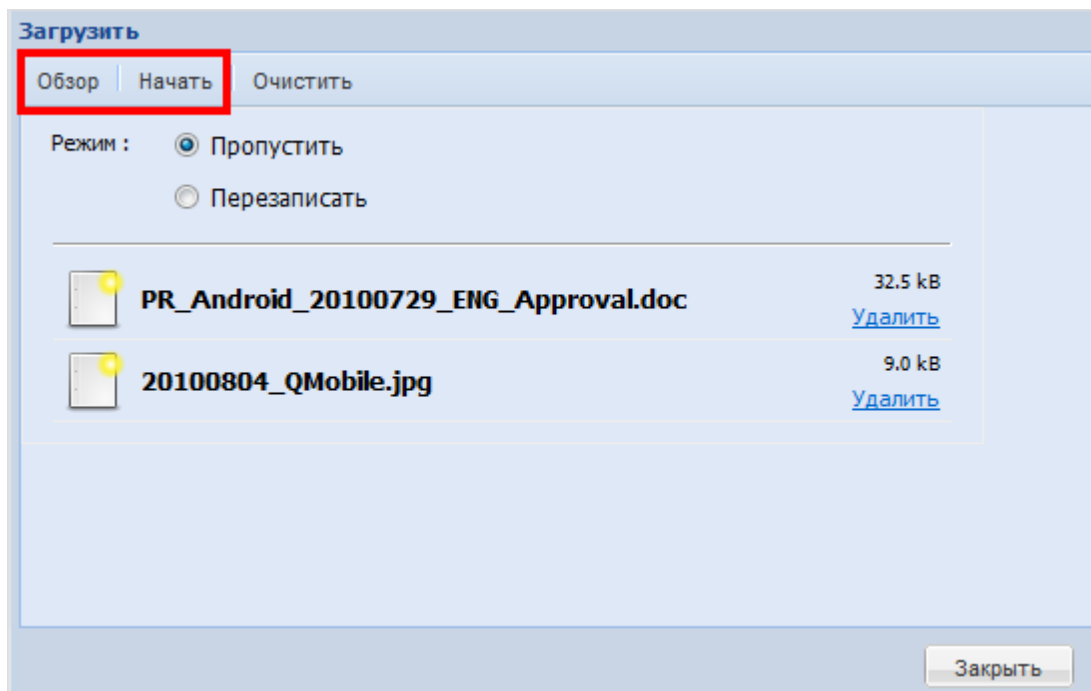 Загрузить
Обзор Начать Очистить
Режим : Пропустить
Перезаписать
PR_Android_20100729_ENG_Approval.doc 32.5 kB
Удалить
20100804_QMobile.jpg 9.0 kB
Удалить
Закрыть